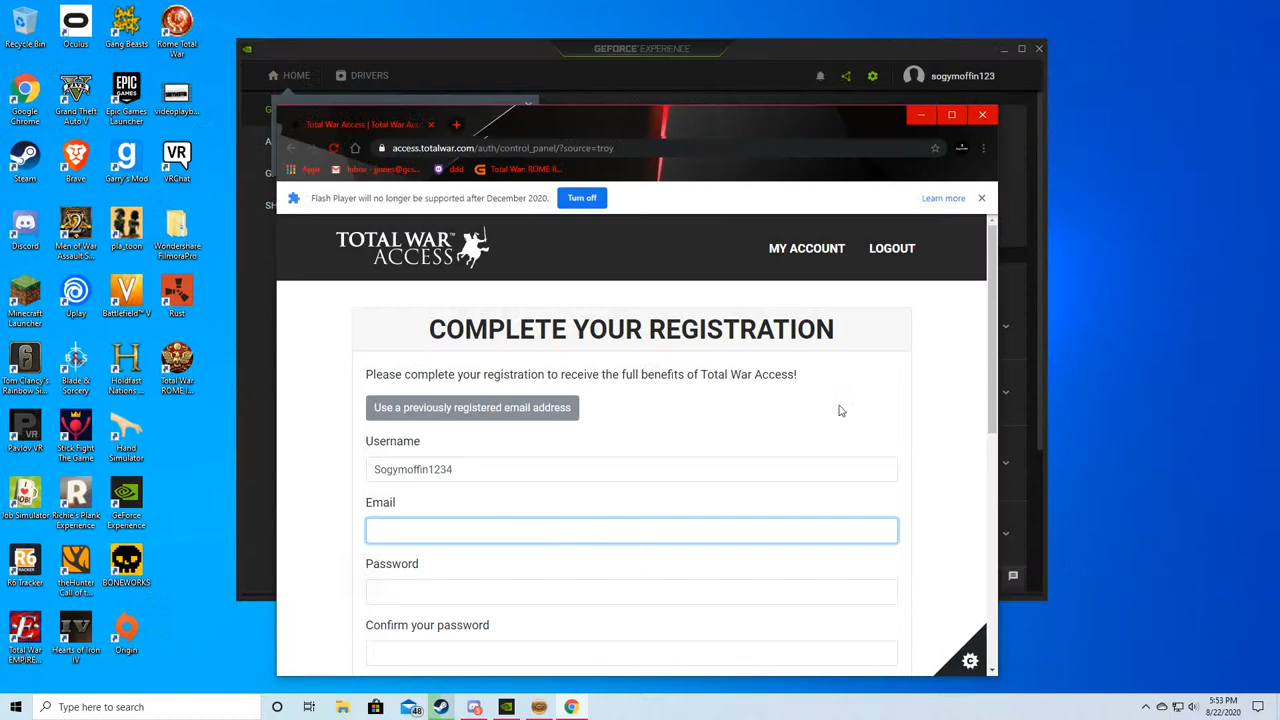 Recycle Bin
Oculus
Gang Beasts
Rome Total War
Google Chrome
Grand Theft Auto V
Epic Games Launcher
videoplayb...
Steam
Brave
Garry's Mod
VRChat
Discord
Men of War Assault S...
pla_toon
Wondershare FilmoraPro
Minecraft Launcher
Uplay
Battlefield™ V
Rust
Tom Clancy's Rainbow Si...
Blade & Sorcery
Holdfast Nations ...
Total War ROME I...
Pavlov VR
Stick Fight The Game
Hand Simulator
Job Simulator
Richie's Plank Experience
GeForce Experience
R6 Tracker
theHunter Call of t...
BONEWORKS
Total War EMPIRE...
Hearts of Iron IV
Origin
GEFORCE EXPERIENCE
HOME
DRIVERS
sogymoffin123
Total War Access | Total War Acc
access.totalwar.com/auth/control_panel/?source=troy
Apps
ddd
Total War: ROME II...
Flash Player will no longer be supported after December 2020.
Turn off
Learn more
TOTAL WAR™ ACCESS
MY ACCOUNT
LOGOUT
COMPLETE YOUR REGISTRATION
Please complete your registration to receive the full benefits of Total War Access!
Use a previously registered email address
Username
Sogymoffin1234
Email
Password
Confirm your password
Type here to search
48
5:53 PM
8/22/2020